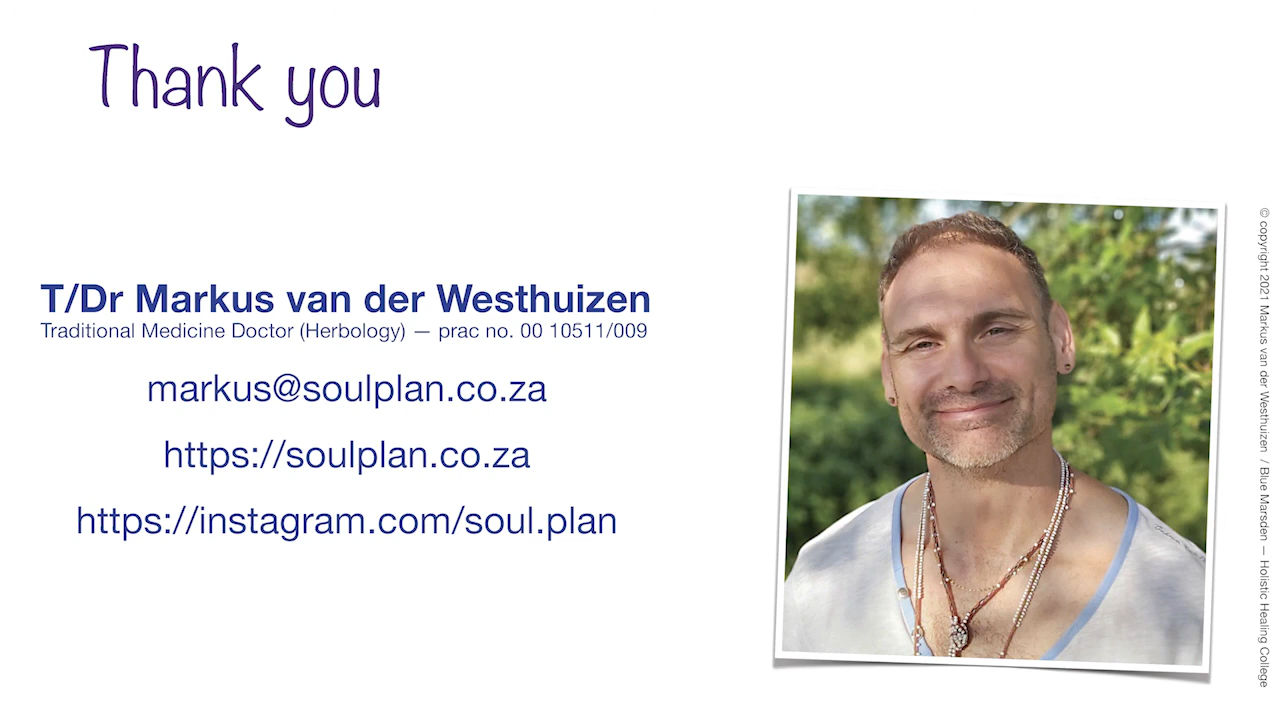 Thank you
T/Dr Markus van der Westhuizen
Traditional Medicine Doctor (Herbology) — prac no. 00 10511/009
markus@soulplan.co.za
https://soulplan.co.za
https://instagram.com/soul.plan
© copyright 2021 Markus van der Westhuizen / Blue Marsden — Holistic Healing College